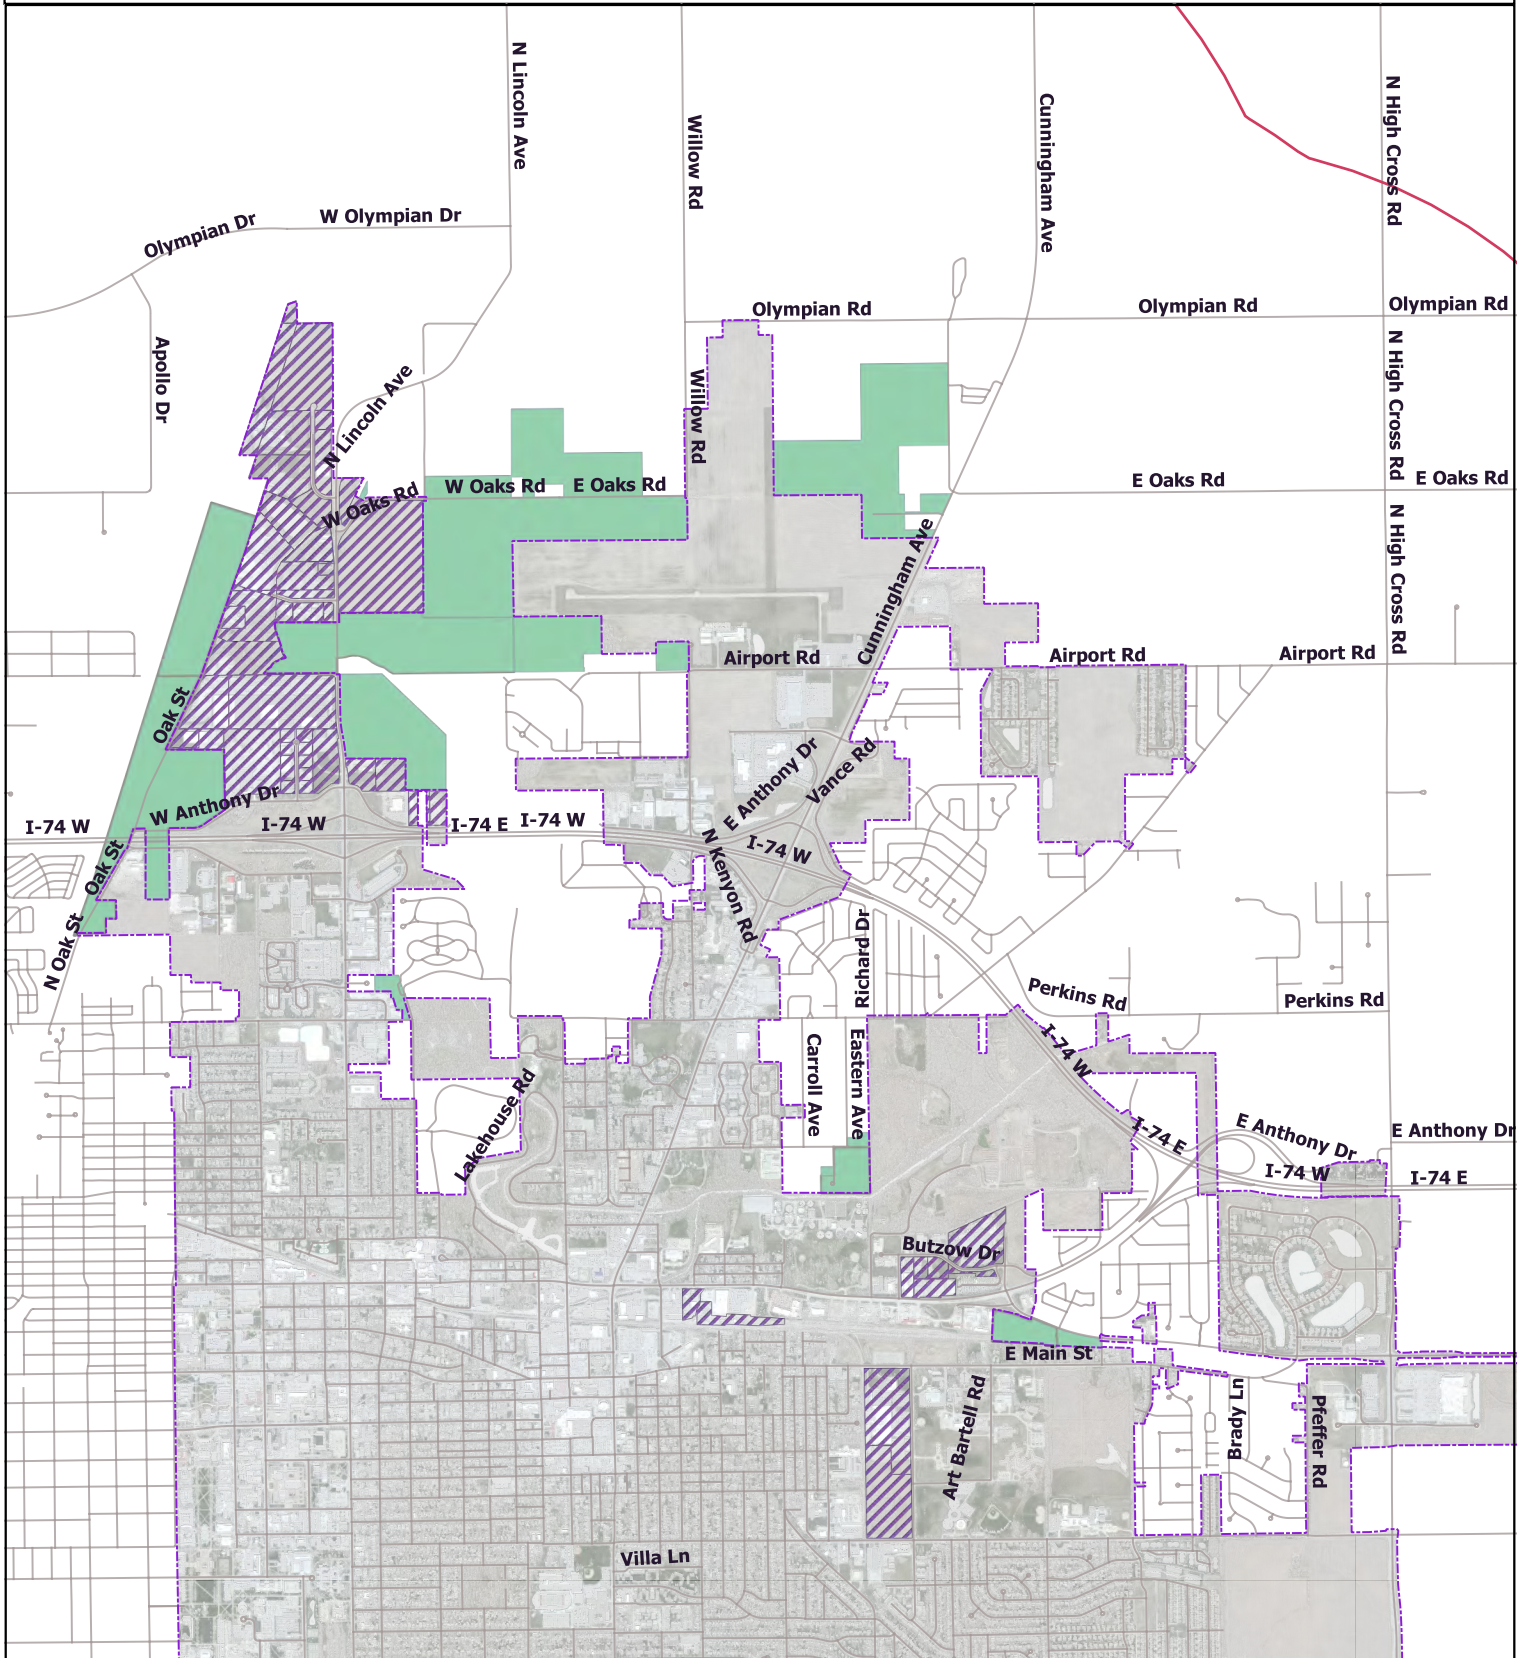 N Lincoln Ave
Willow Rd
Cunningham Ave
N High Cross Rd
Olympian Dr
W Olympian Dr
Olympian Rd
Olympian Rd
Olympian Rd
Apollo Dr
N Lincoln Ave
Willow Rd
N High Cross Rd
W Oaks Rd
W Oaks Rd
E Oaks Rd
E Oaks Rd
E Oaks Rd
Cunningham Ave
N High Cross Rd
Airport Rd
Airport Rd
Airport Rd
Oak St
E Anthony Dr
Vance Rd
W Anthony Dr
I-74 W
I-74 W
I-74 E
I-74 W
I-74 W
Oak St
N Kenyon Rd
N Oak St
Richard Dr
Perkins Rd
Perkins Rd
Carroll Ave
Eastern Ave
I-74 W
Lakehouse Rd
I-74 E
E Anthony Dr
E Anthony Dr
I-74 W
I-74 E
Butzow Dr
E Main St
Art Bartell Rd
Brady Ln
Pfeffer Rd
Villa Ln